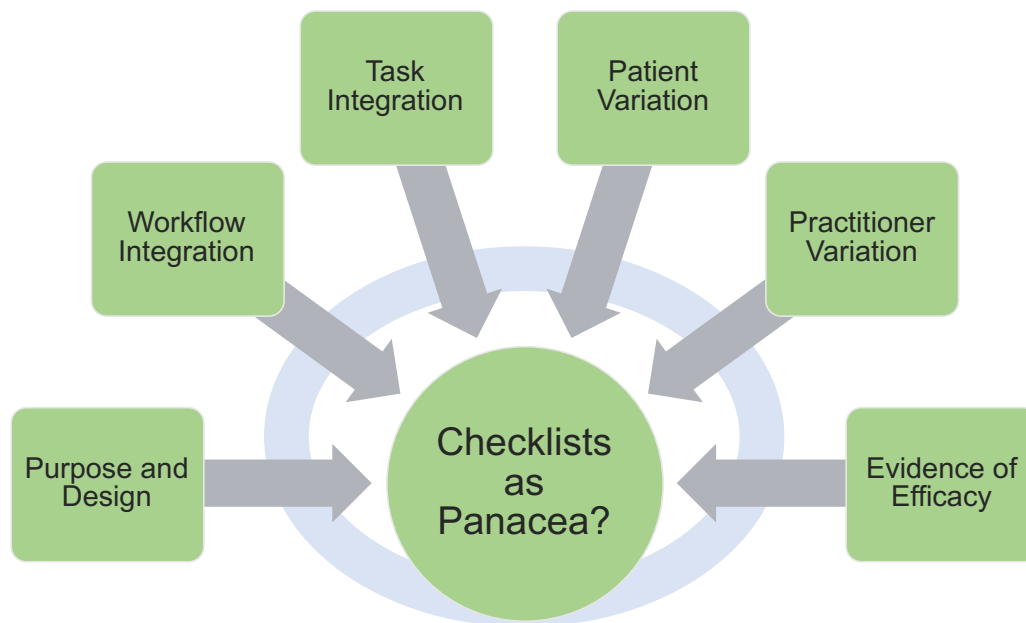 Task
Integration
Patient
Variation
Workflow
Integration
Practitioner
Variation
Purpose and
Design
Checklists
as
Panacea?
Evidence of
Efficacy